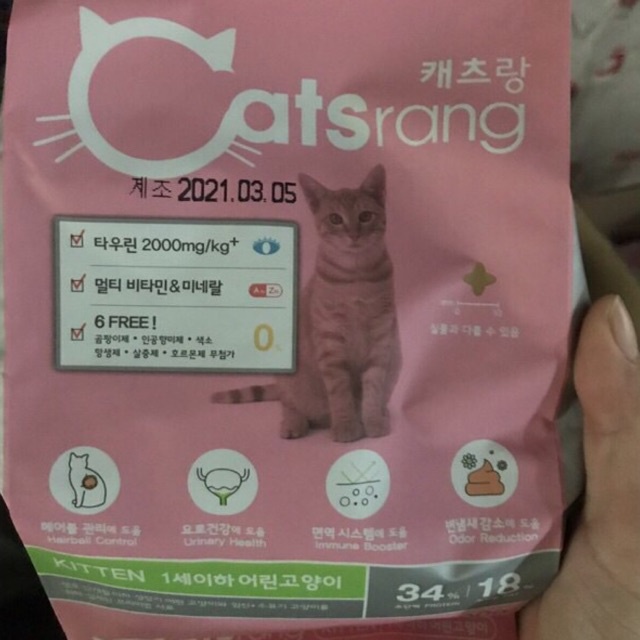 캐츠랑
Catsrang
제조 2021.03.05
타우린 2000mg/kg+
멀티 비타민&미네랄
A~Zn
6 FREE!
곰팡이제 • 인공향미제 • 색소
항생제 • 살충제 • 호르몬제 무첨가
0
실물과 다를 수 있음
헤어볼 관리에 도움
Hairball Control
요로건강에 도움
Urinary Health
면역 시스템에 도움
Immune Booster
변냄새 감소에 도움
Odor Reduction
KITTEN 1세이하 어린고양이
34% 18
조단백 PROTEIN